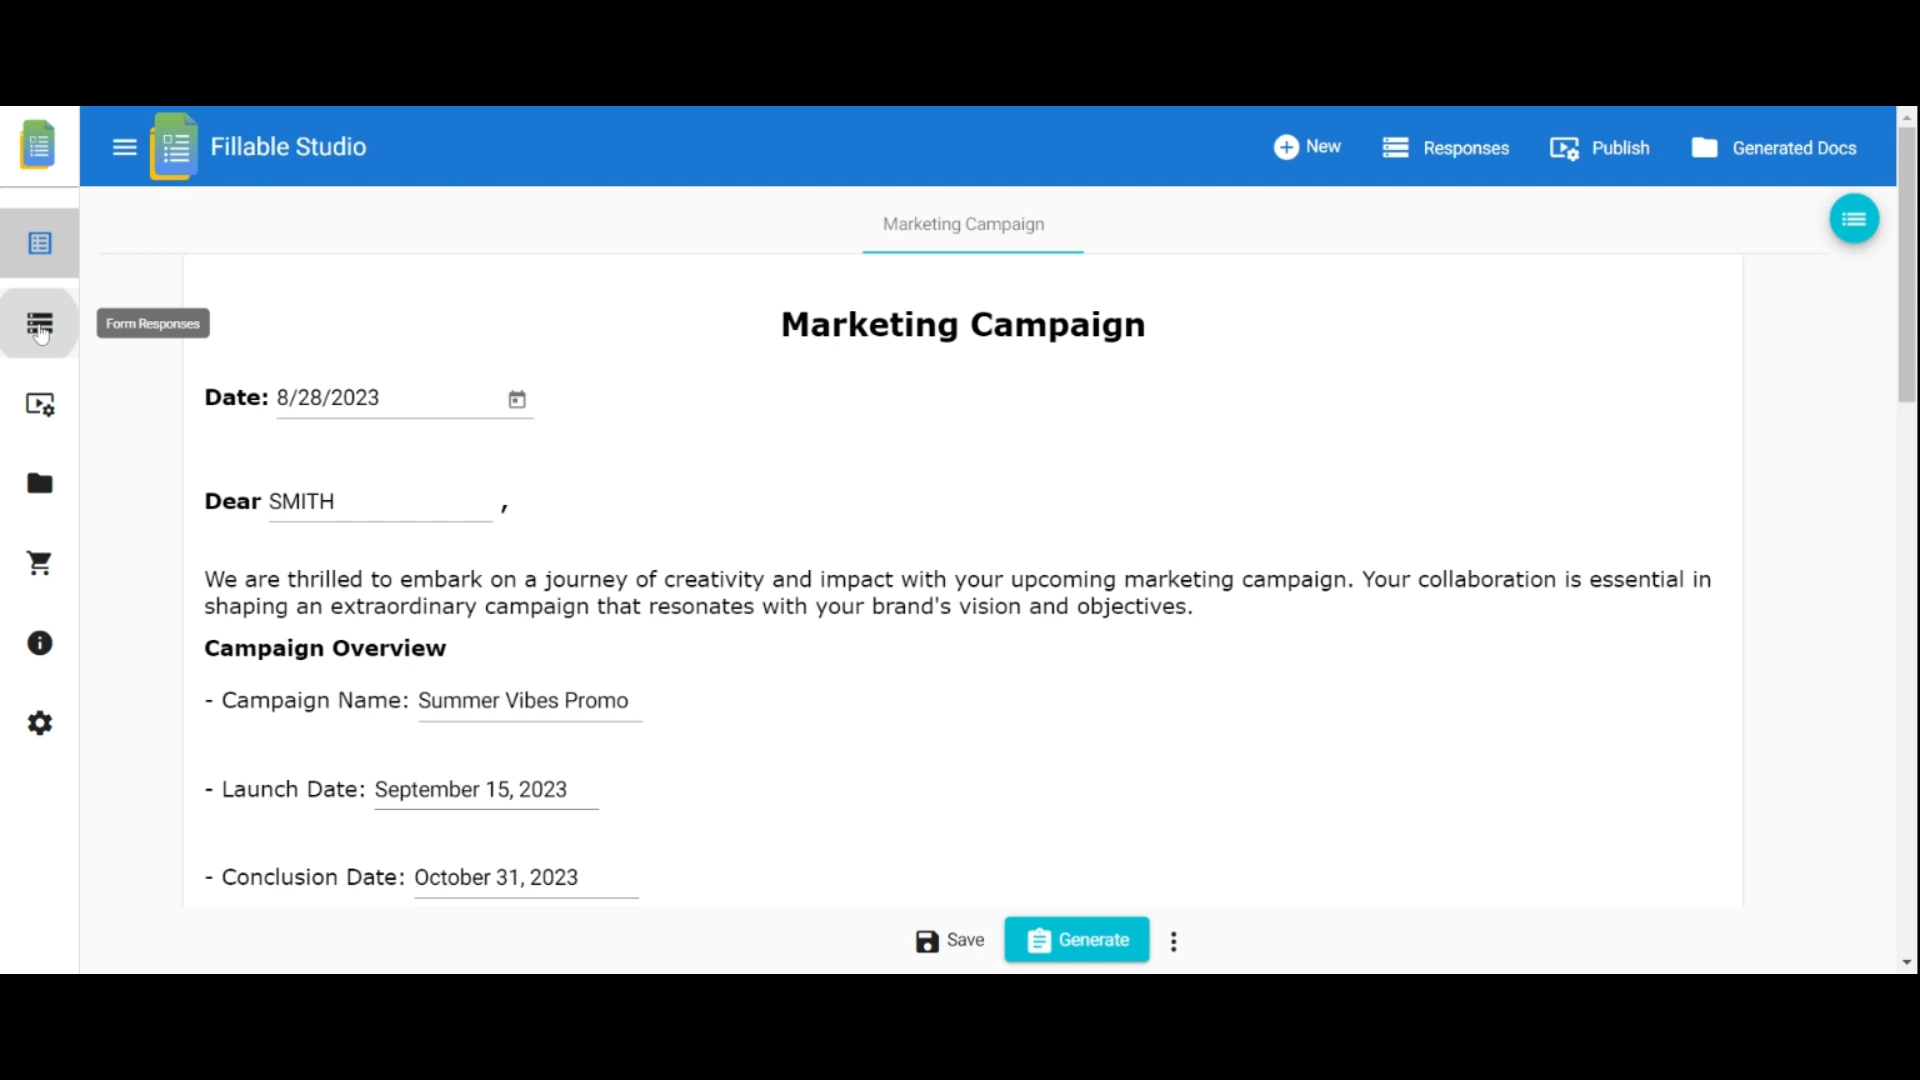 Fillable Studio
New
Responses
Publish
Generated Docs
Marketing Campaign
Form Responses
Marketing Campaign
Date: 8/28/2023
Dear SMITH ,
We are thrilled to embark on a journey of creativity and impact with your upcoming marketing campaign. Your collaboration is essential in
shaping an extraordinary campaign that resonates with your brand's vision and objectives.
Campaign Overview
- Campaign Name: Summer Vibes Promo
- Launch Date: September 15, 2023
- Conclusion Date: October 31, 2023
Save
Generate